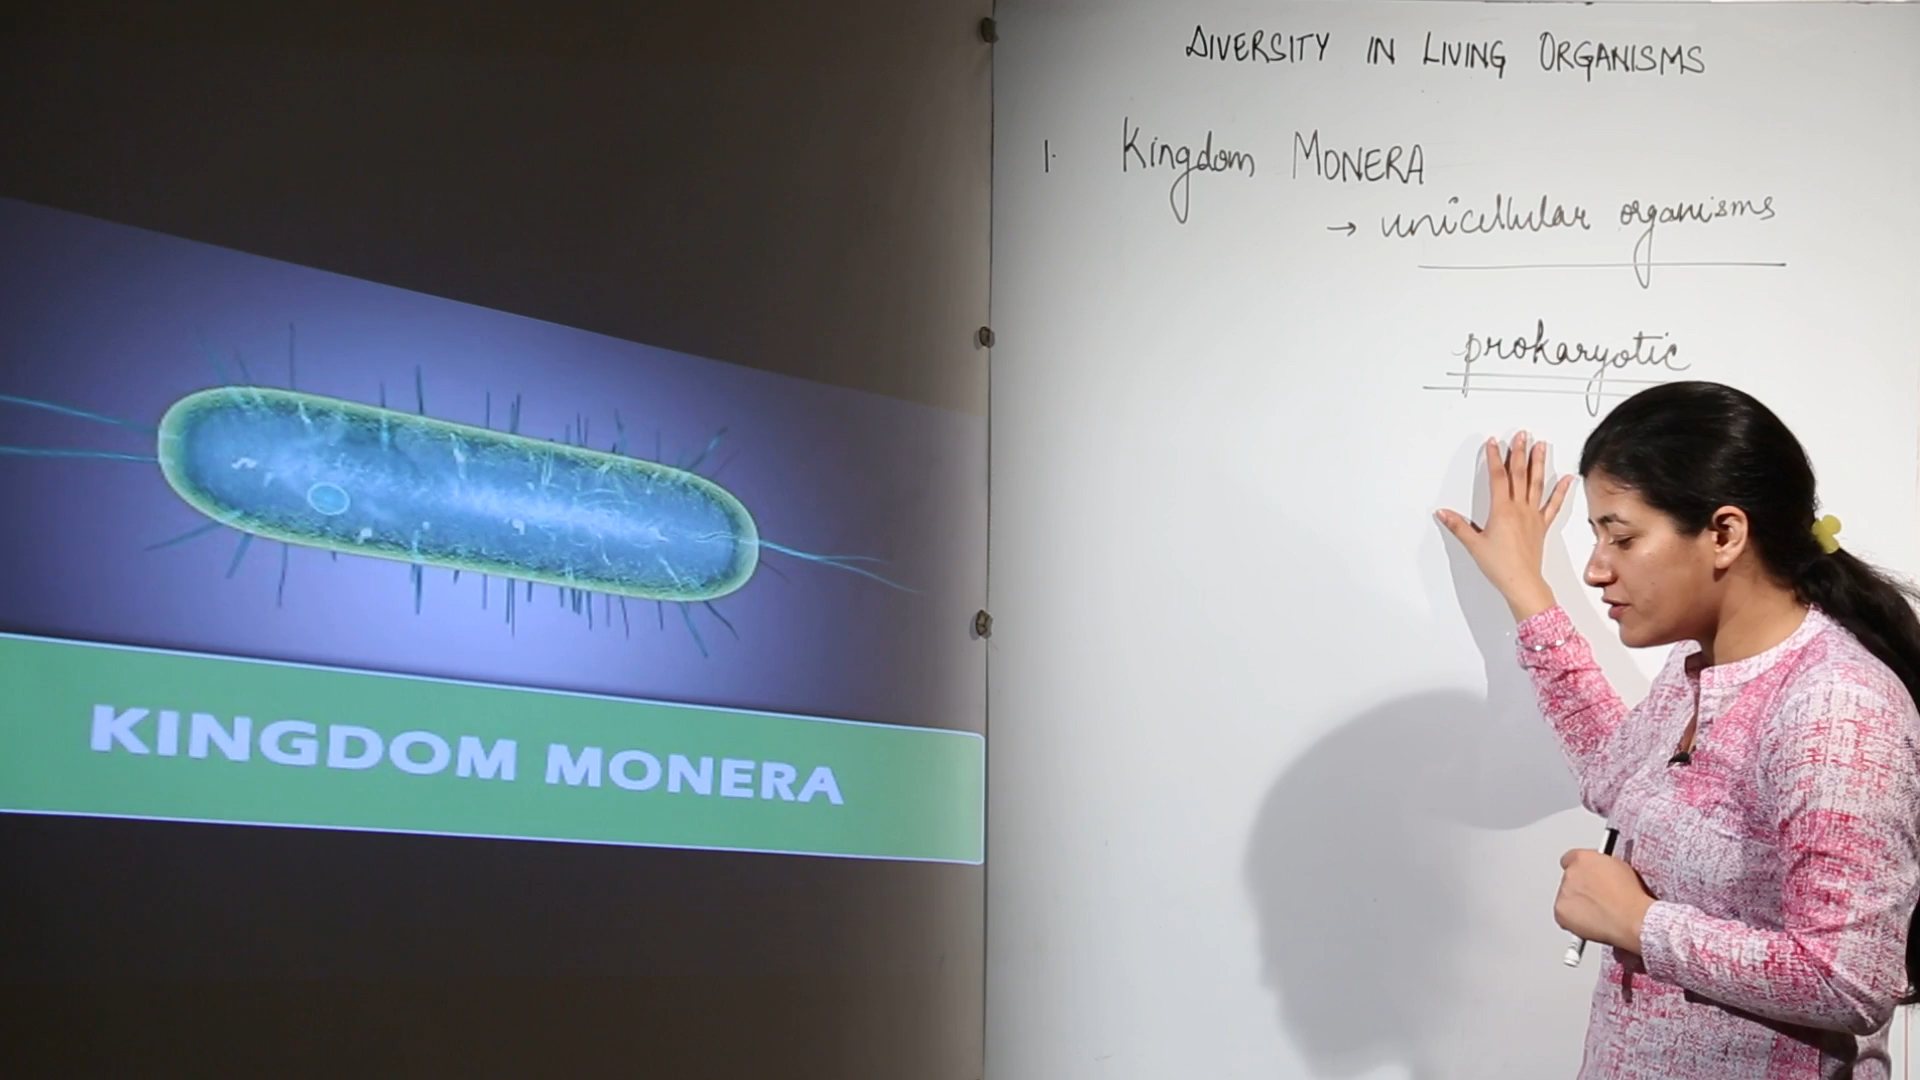 DIVERSITY IN LIVING ORGANISMS
1. Kingdom MONERA
→ unicellular organisms
prokaryotic
KINGDOM MONERA